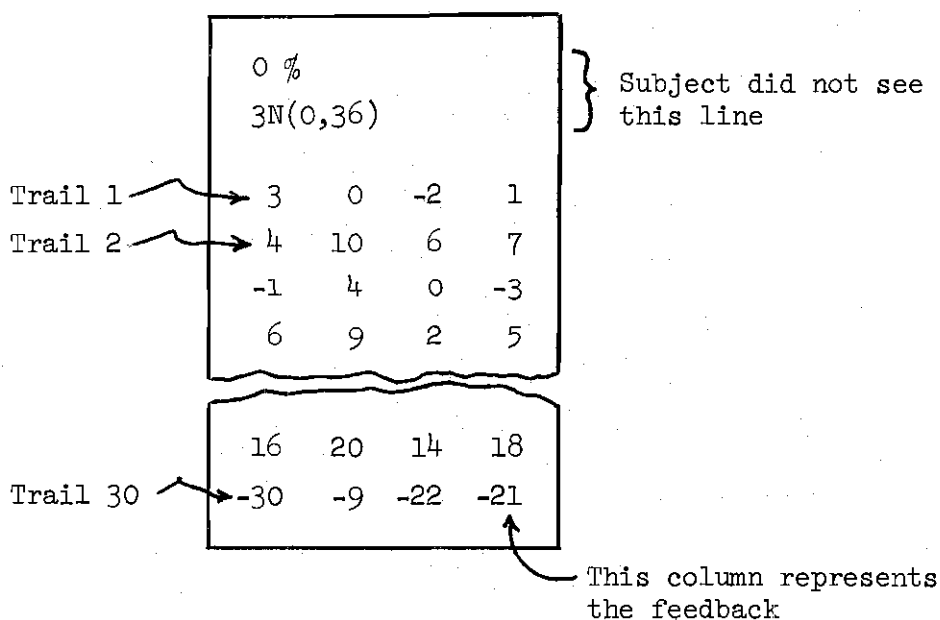 0 %
3N(0,36)
Subject did not see
this line
Trail 1 3 0 -2 1
Trail 2 4 10 6 7
-1 4 0 -3
6 9 2 5
16 20 14 18
Trail 30 -30 -9 -22 -21
This column represents
the feedback